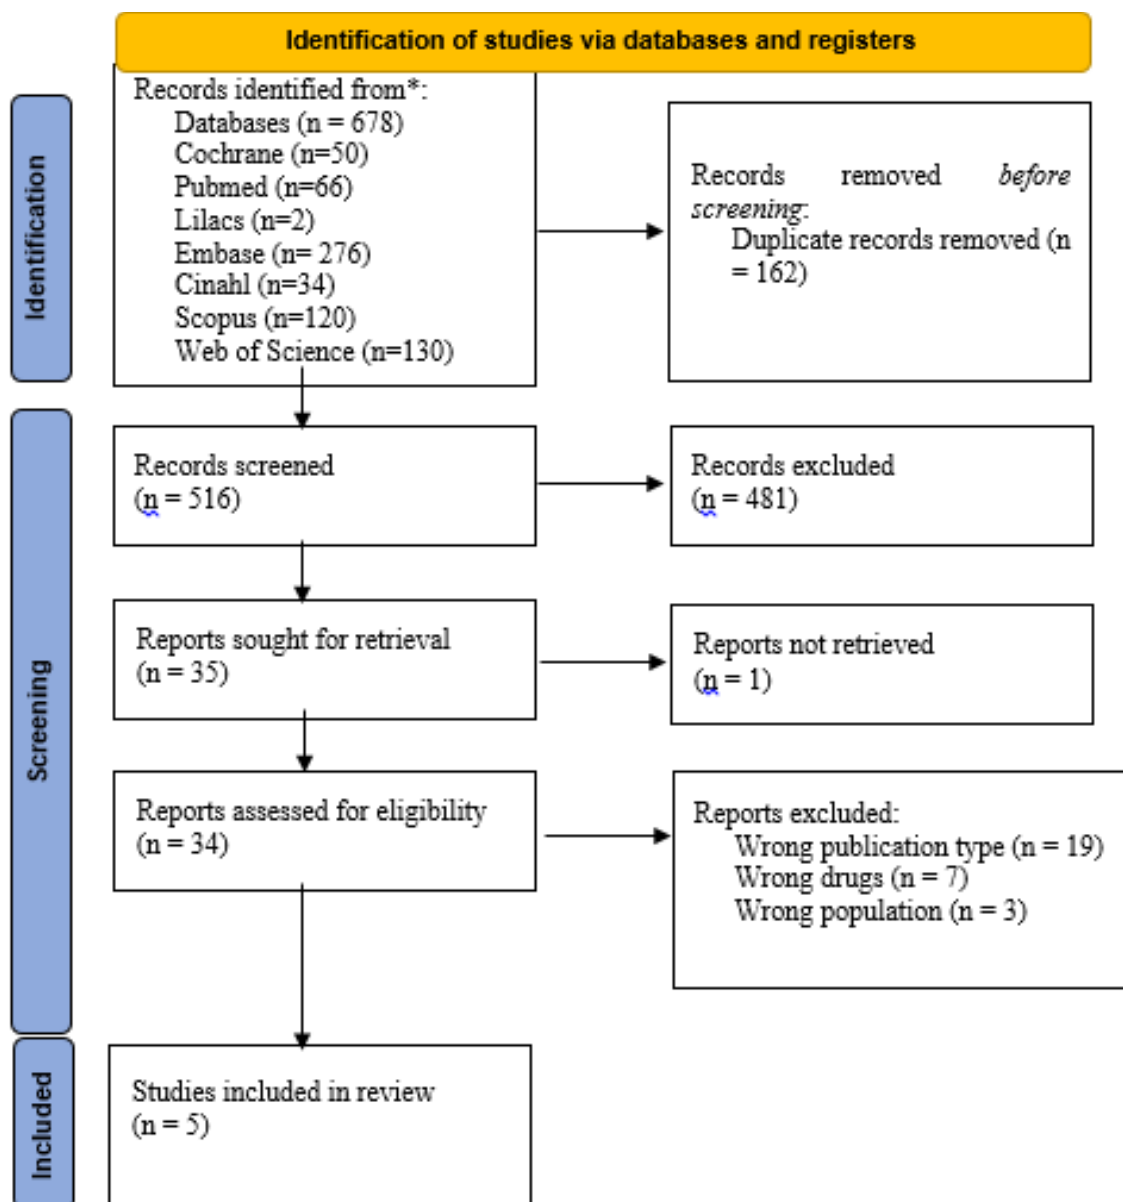 Identification of studies via databases and registers
Identification
Records identified from*:
Databases (n = 678)
Cochrane (n=50)
Pubmed (n=66)
Lilacs (n=2)
Embase (n= 276)
Cinahl (n=34)
Scopus (n=120)
Web of Science (n=130)
Records removed before
screening:
Duplicate records removed (n
= 162)
Screening
Records screened
(n = 516)
Records excluded
(n = 481)
Reports sought for retrieval
(n = 35)
Reports not retrieved
(n = 1)
Reports assessed for eligibility
(n = 34)
Reports excluded:
Wrong publication type (n = 19)
Wrong drugs (n = 7)
Wrong population (n = 3)
Included
Studies included in review
(n = 5)